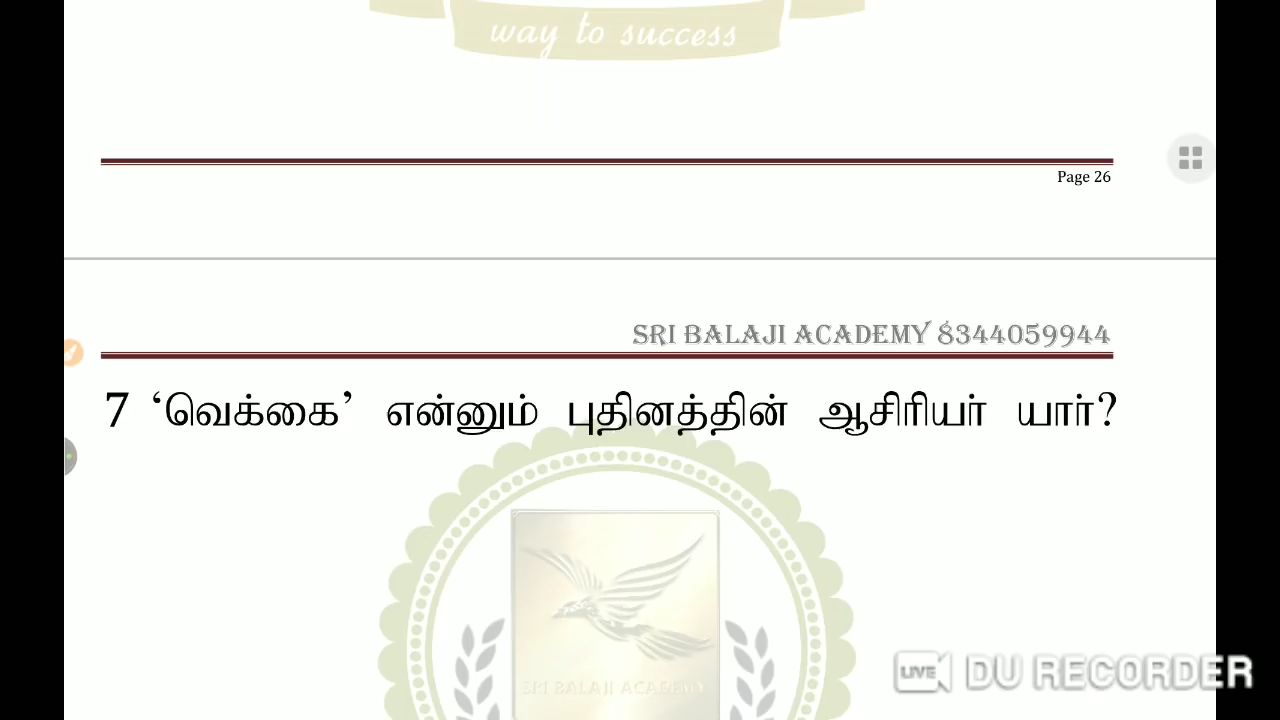 way to success
Page 26
SRI BALAJI ACADEMY 8344059944
7 ‘வெக்கை’ என்னும் புதினத்தின் ஆசிரியர் யார்?
SRI BALAJI ACADEMY
LIVE DU RECORDER